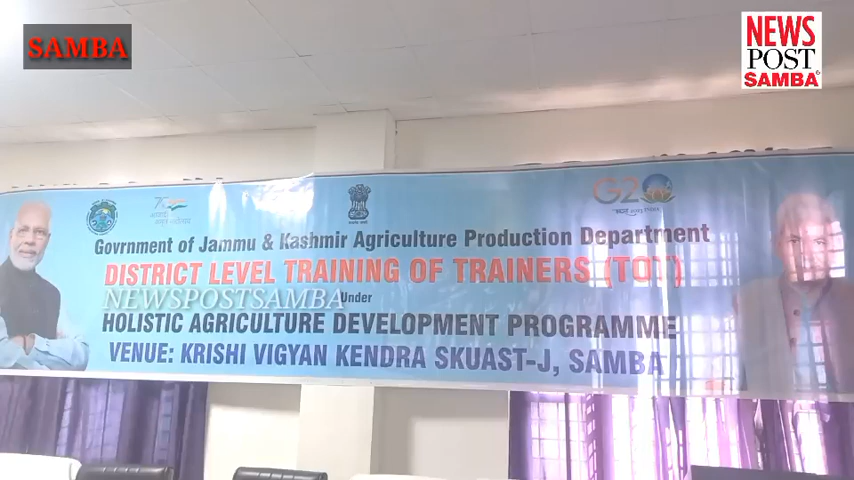 SAMBA
NEWS
POST
SAMBA
G20
Govrnment of Jammu & Kashmir Agriculture Production Department
DISTRICT LEVEL TRAINING OF TRAINERS (TOT)
NEWSPOSTSAMBA
Under
HOLISTIC AGRICULTURE DEVELOPMENT PROGRAMME
VENUE: KRISHI VIGYAN KENDRA SKUAST-J, SAMBA